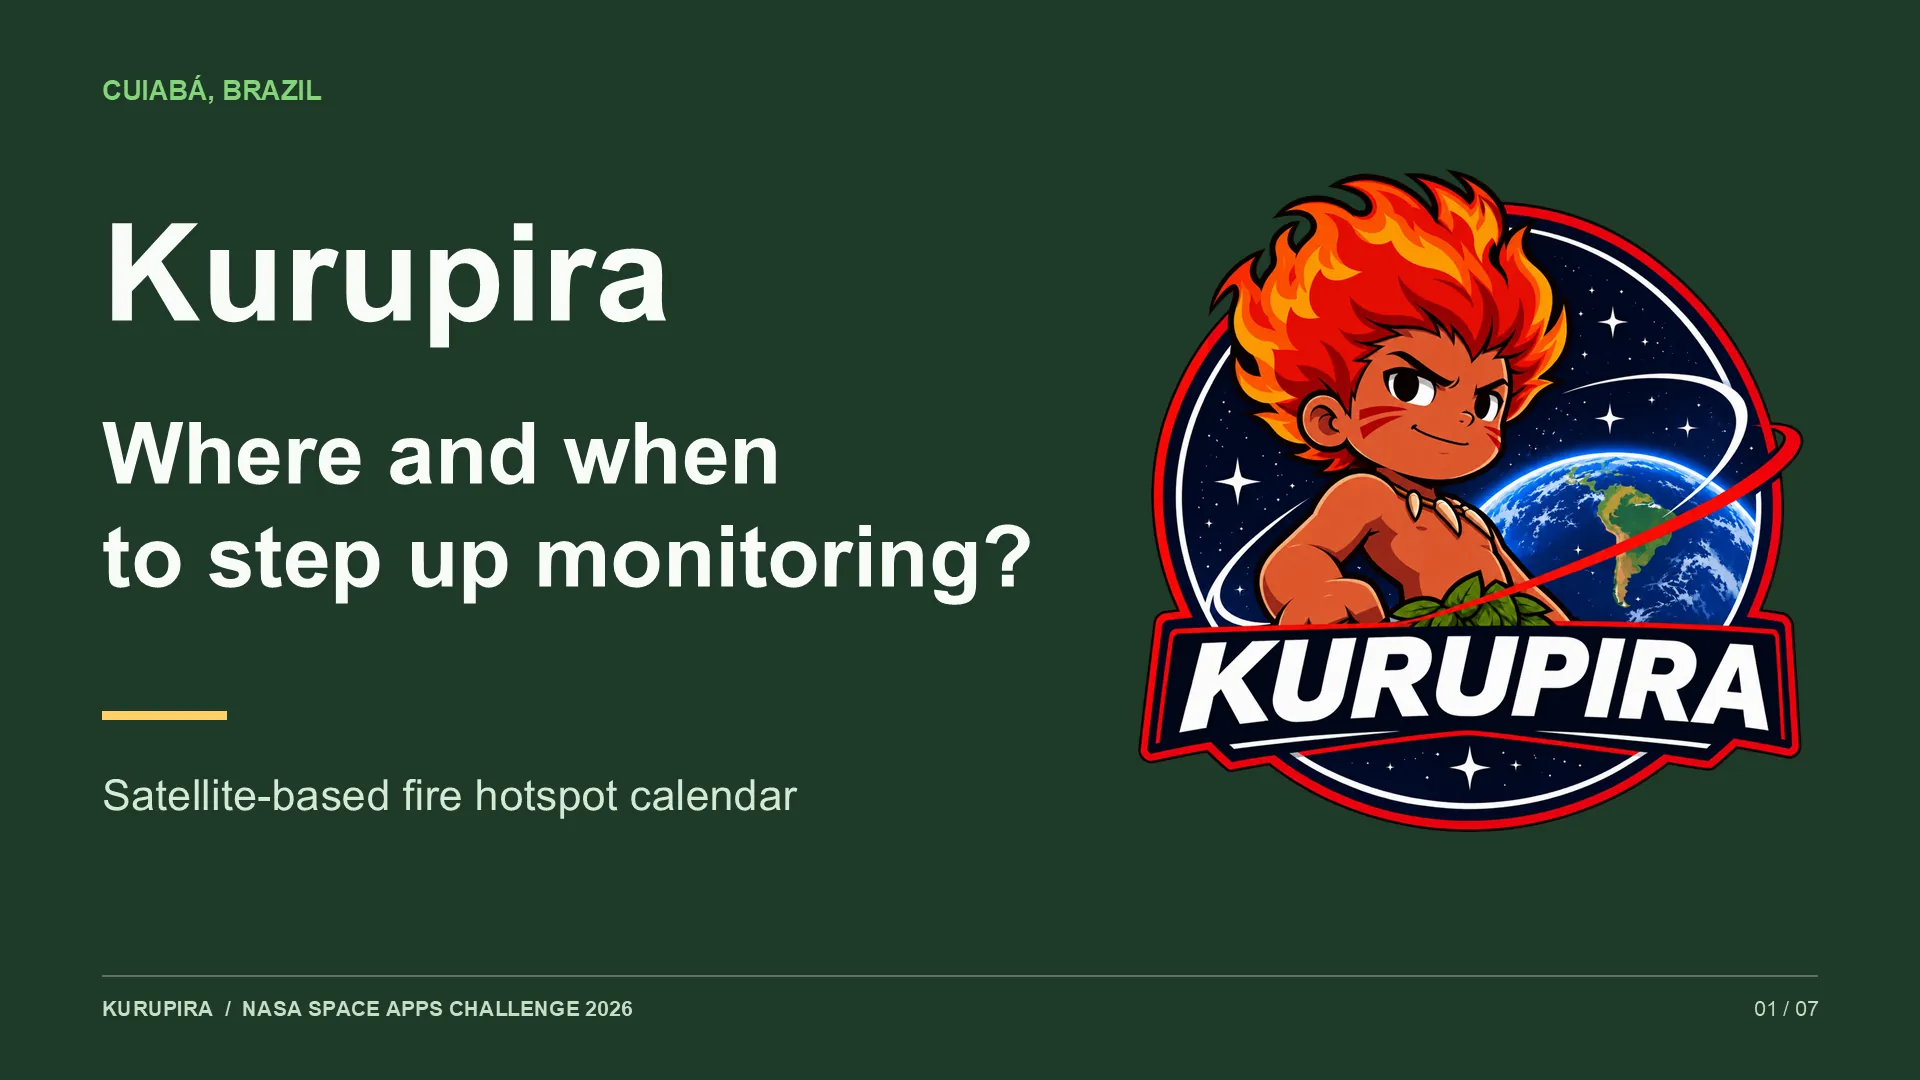 CUIABÁ, BRAZIL
Kurupira
Where and when
to step up monitoring?
Satellite-based fire hotspot calendar
KURUPIRA
KURUPIRA / NASA SPACE APPS CHALLENGE 2026
01 / 07